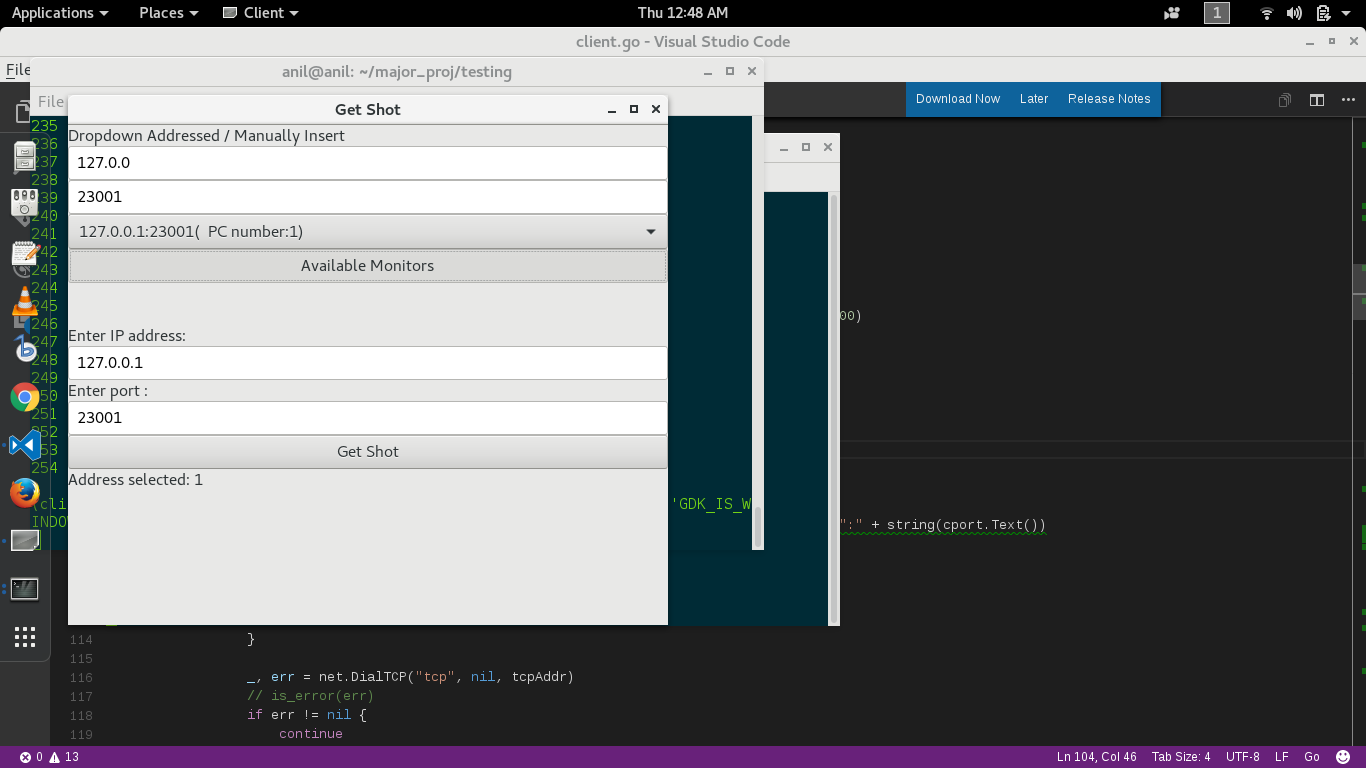 Applications Places Client Thu 12:48 AM 1
client.go - Visual Studio Code
File
anil@anil: ~/major_proj/testing
File
Download Now Later Release Notes
Get Shot
Dropdown Addressed / Manually Insert
127.0.0
23001
127.0.0.1:23001( PC number:1)
Available Monitors
Enter IP address:
127.0.0.1
Enter port :
23001
Get Shot
Address selected: 1
235
236
237
238
239
240
241
242
243
244
245
246
247
248
249
250
251
252
253
254
(cli 'GDK_IS_W
INDO
00)
":" + string(cport.Text())
114 }
115
116 _, err = net.DialTCP("tcp", nil, tcpAddr)
117 // is_error(err)
118 if err != nil {
119 continue
0 13 Ln 104, Col 46 Tab Size: 4 UTF-8 LF Go